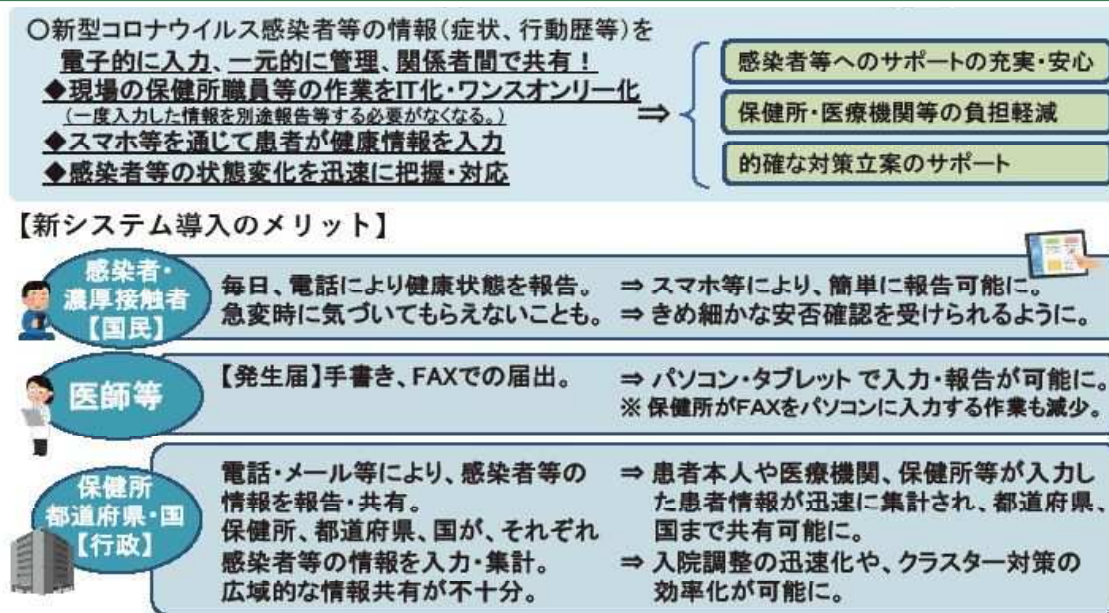 ○新型コロナウイルス感染者等の情報(症状、行動歴等)を
電子的に入力、一元的に管理、関係者間で共有！
◆現場の保健所職員等の作業をIT化・ワンスオンリー化
(一度入力した情報を別途報告等する必要がなくなる。)
◆スマホ等を通じて患者が健康情報を入力
◆感染者等の状態変化を迅速に把握・対応
⇒
感染者等へのサポートの充実・安心
保健所・医療機関等の負担軽減
的確な対策立案のサポート
【新システム導入のメリット】
感染者・
濃厚接触者
【国民】
毎日、電話により健康状態を報告。
急変時に気づいてもらえないことも。
⇒ スマホ等により、簡単に報告可能に。
⇒ きめ細かな安否確認を受けられるように。
医師等
【発生届】手書き、FAXでの届出。
⇒ パソコン・タブレット で入力・報告が可能に。
※ 保健所がFAXをパソコンに入力する作業も減少。
保健所
都道府県・国
【行政】
電話・メール等により、感染者等の
情報を報告・共有。
保健所、都道府県、国が、それぞれ
感染者等の情報を入力・集計。
広域的な情報共有が不十分。
⇒ 患者本人や医療機関、保健所等が入力し
た患者情報が迅速に集計され、都道府県、
国まで共有可能に。
⇒ 入院調整の迅速化や、クラスター対策の
効率化が可能に。